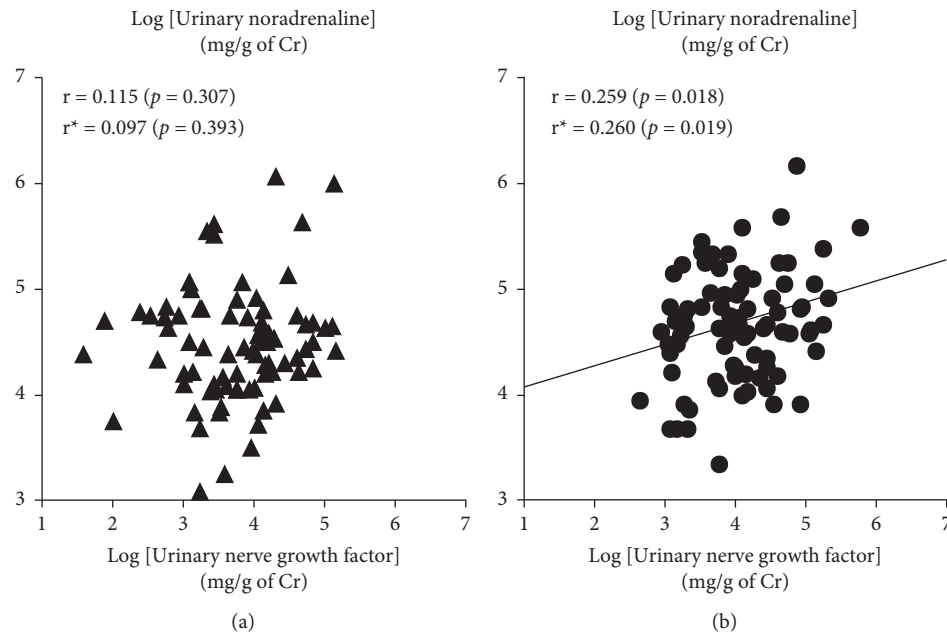 Log [Urinary noradrenaline]
(mg/g of Cr)
7
r = 0.115 (p = 0.307)
r* = 0.097 (p = 0.393)
6
5
4
3
1 2 3 4 5 6 7
Log [Urinary nerve growth factor]
(mg/g of Cr)
(a)
Log [Urinary noradrenaline]
(mg/g of Cr)
7
r = 0.259 (p = 0.018)
r* = 0.260 (p = 0.019)
6
5
4
3
1 2 3 4 5 6 7
Log [Urinary nerve growth factor]
(mg/g of Cr)
(b)